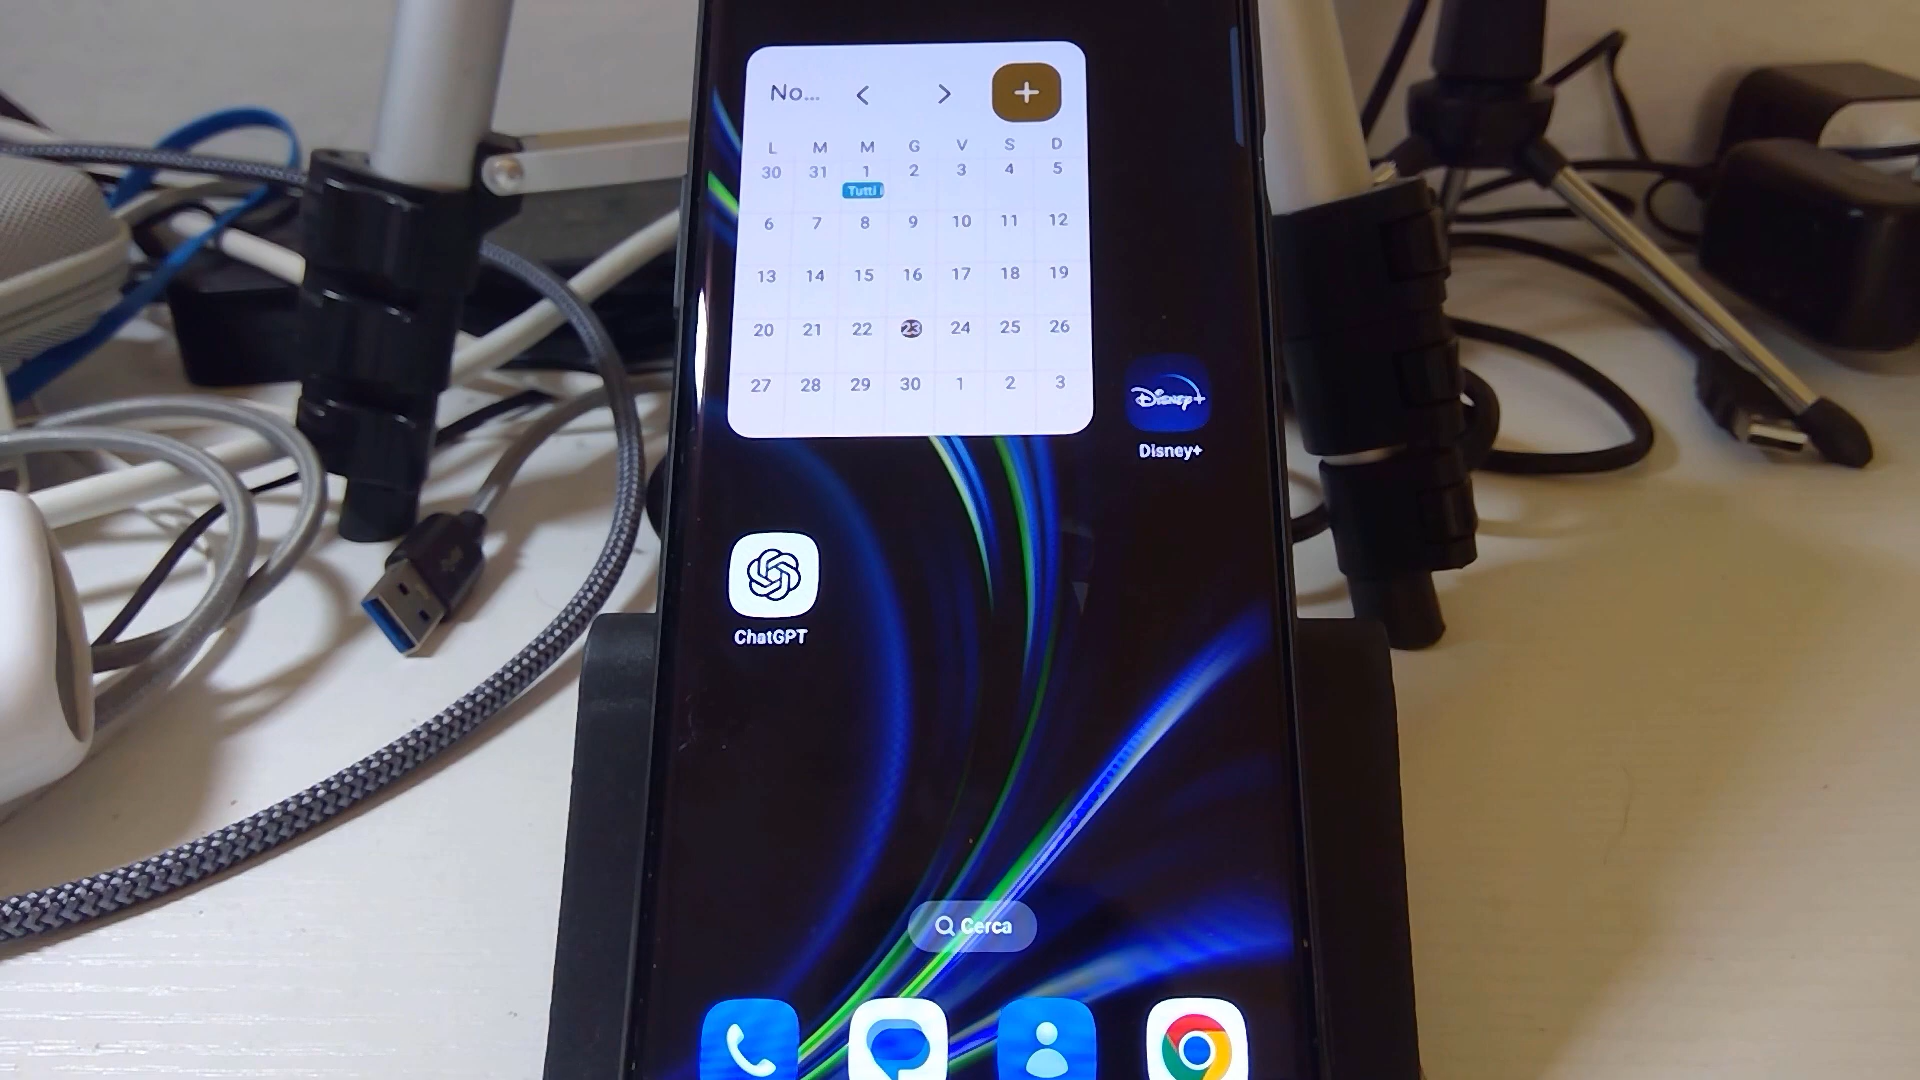 No...
L M M G V S D
30 31 1 2 3 4 5
Tutti i
6 7 8 9 10 11 12
13 14 15 16 17 18 19
20 21 22 23 24 25 26
27 28 29 30 1 2 3
Disney+
Disney+
ChatGPT
Cerca